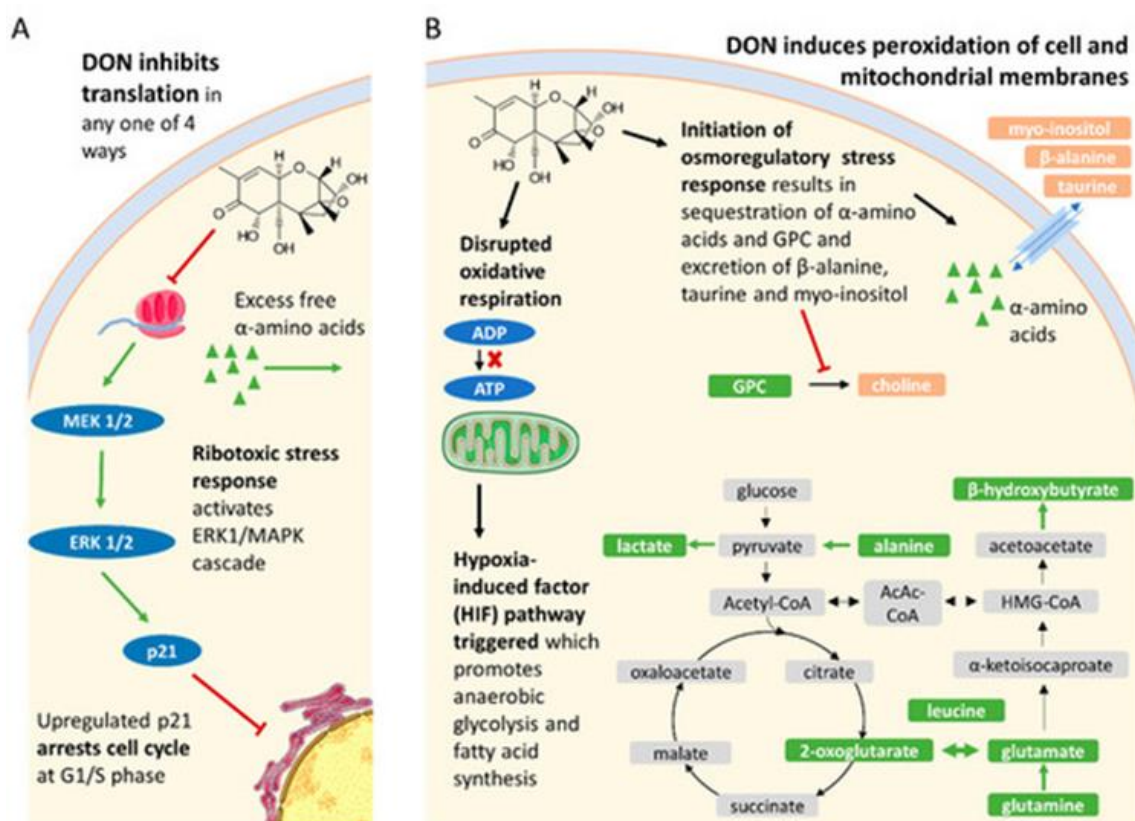 A
DON inhibits
translation in
any one of 4
ways
H
O
H
OH
O
O
HO
OH
Excess free
α-amino acids
MEK 1/2
Ribotoxic stress
response
activates
ERK1/MAPK
cascade
ERK 1/2
p21
Upregulated p21
arrests cell cycle
at G1/S phase
B
DON induces peroxidation of cell and
mitochondrial membranes
H
O
H
OH
O
O
HO
OH
Initiation of
osmoregulatory stress
response results in
sequestration of α-amino
acids and GPC and
excretion of β-alanine,
taurine and myo-inositol
myo-inositol
β-alanine
taurine
α-amino
acids
Disrupted
oxidative
respiration
ADP
ATP
GPC
choline
Hypoxia-
induced factor
(HIF) pathway
triggered which
promotes
anaerobic
glycolysis and
fatty acid
synthesis
glucose
β-hydroxybutyrate
lactate
pyruvate
alanine
acetoacetate
Acetyl-CoA
AcAc-
CoA
HMG-CoA
oxaloacetate
citrate
α-ketoisocaproate
leucine
malate
2-oxoglutarate
glutamate
succinate
glutamine